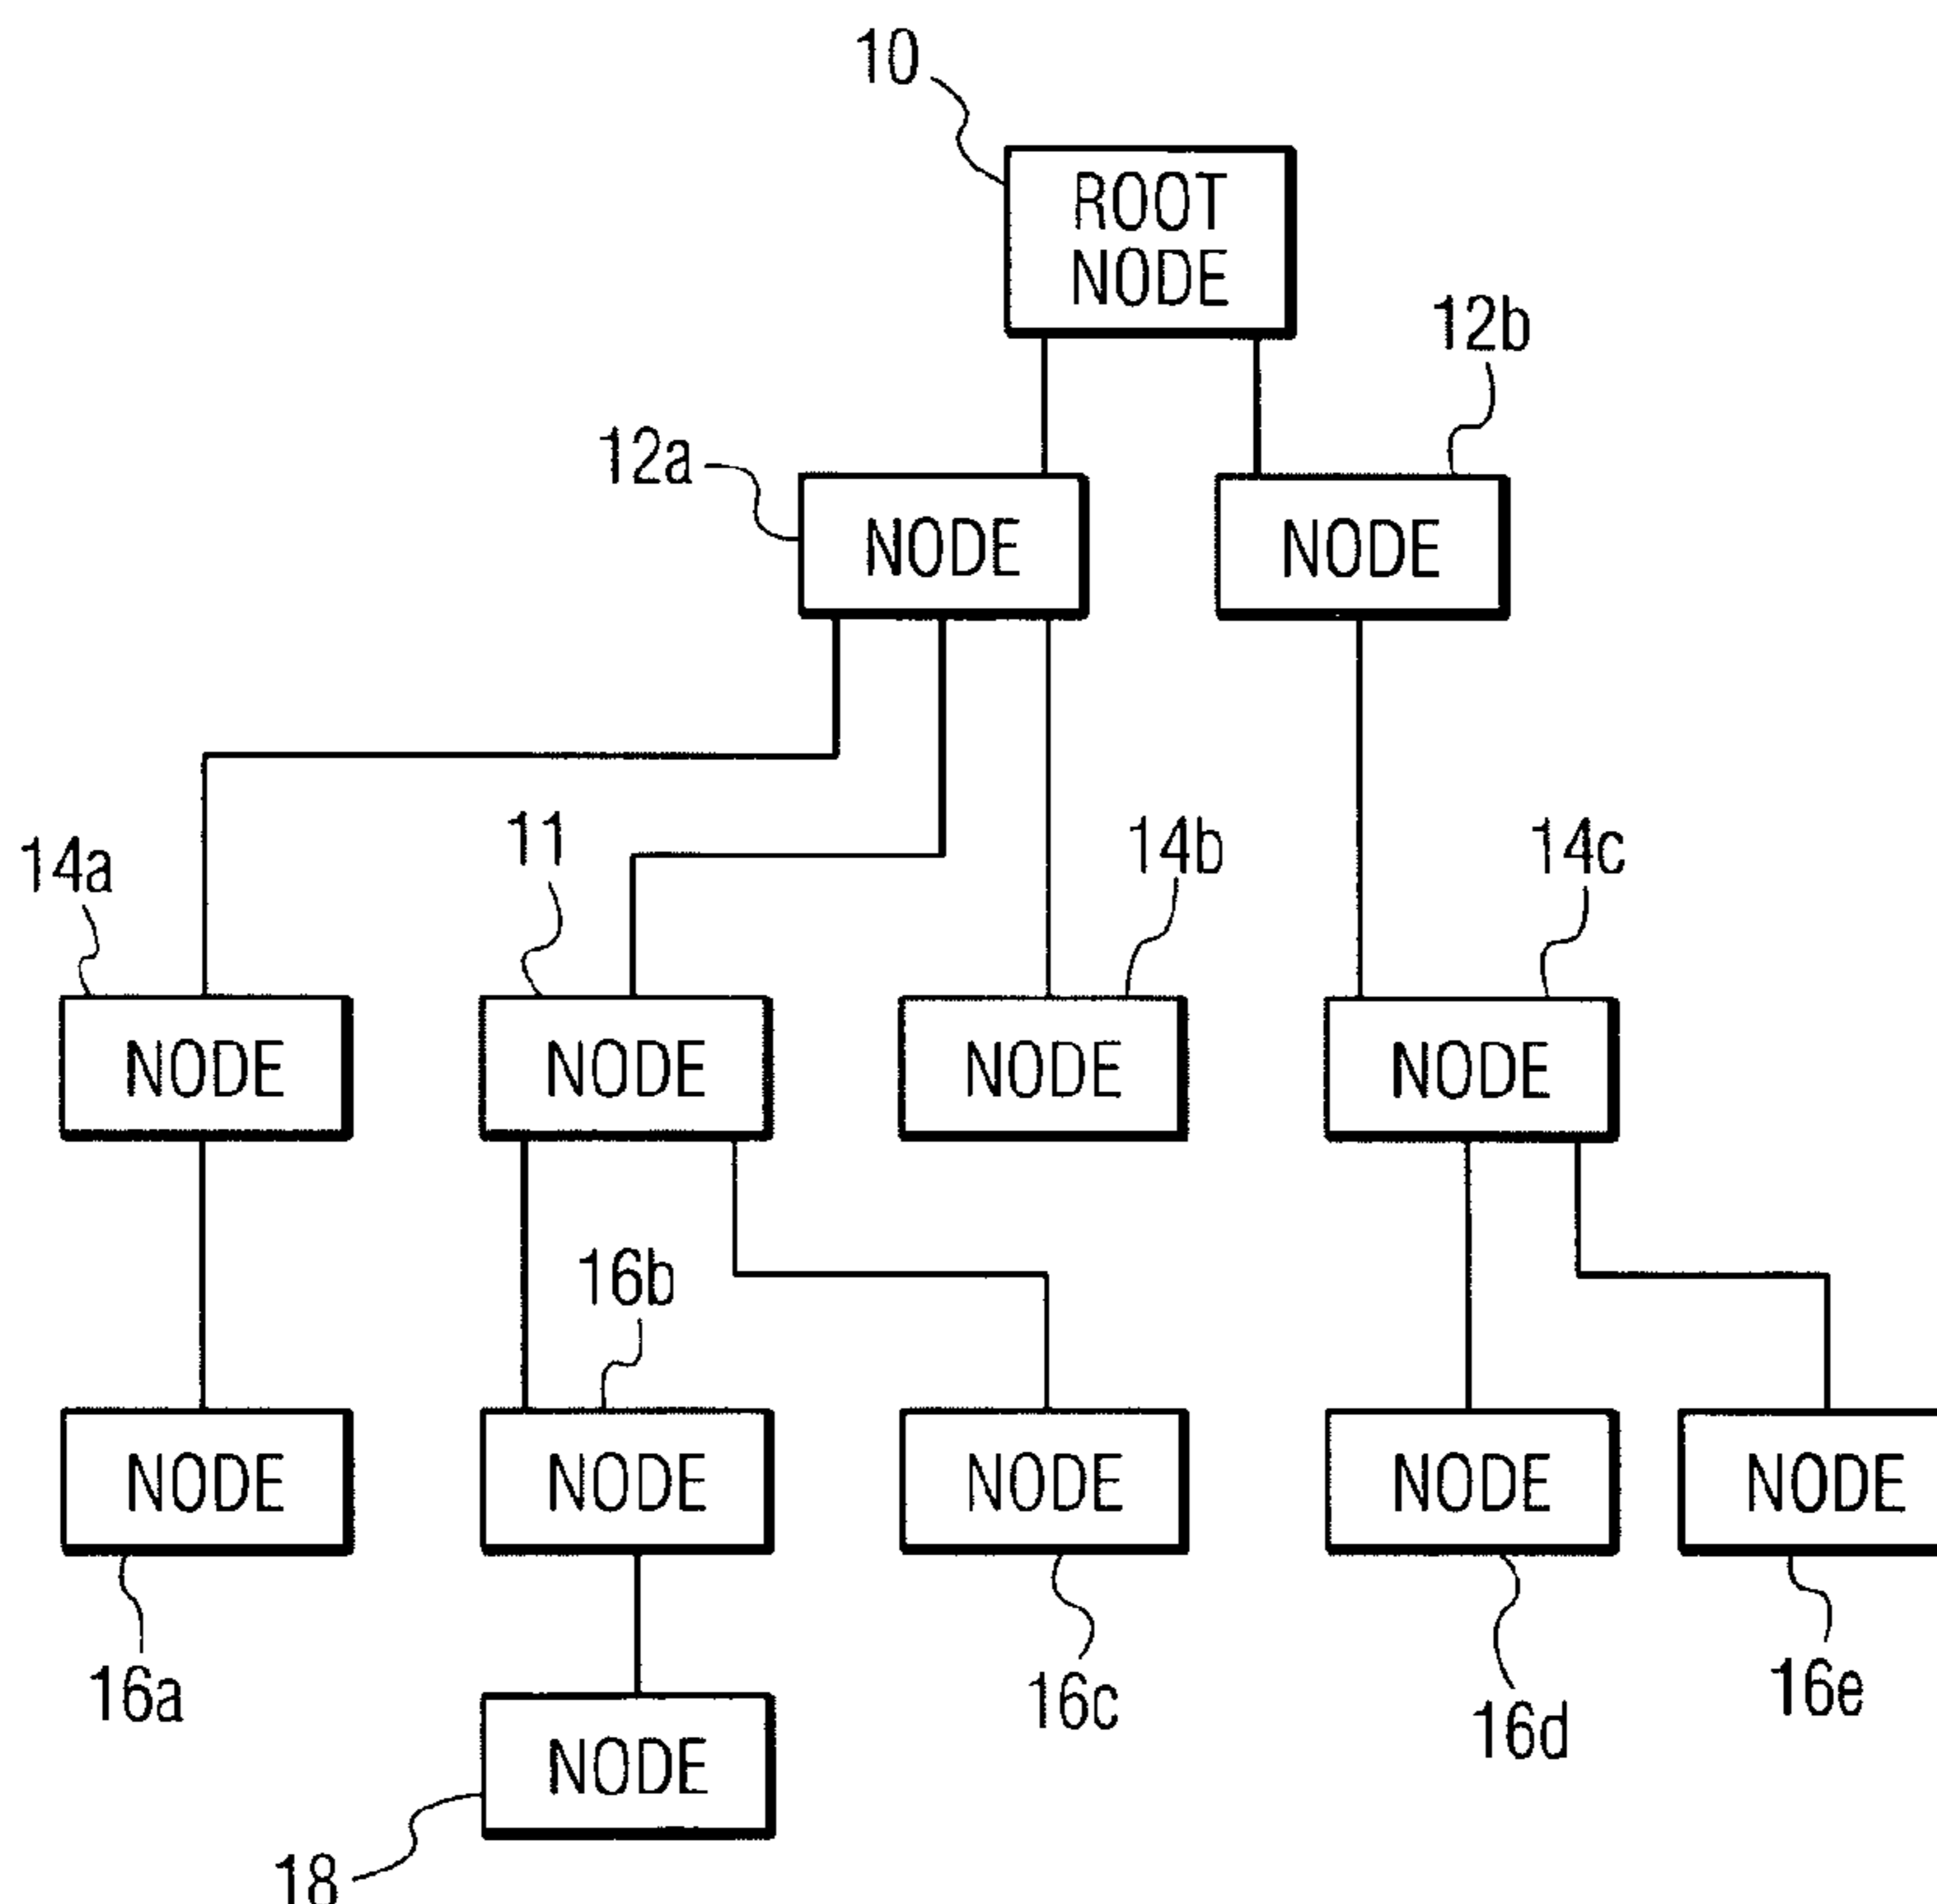 10
ROOT
NODE
12b
12a
NODE
NODE
14a
11
14b
14c
NODE
NODE
NODE
NODE
16b
NODE
NODE
NODE
NODE
NODE
16a
16c
16d
16e
NODE
18